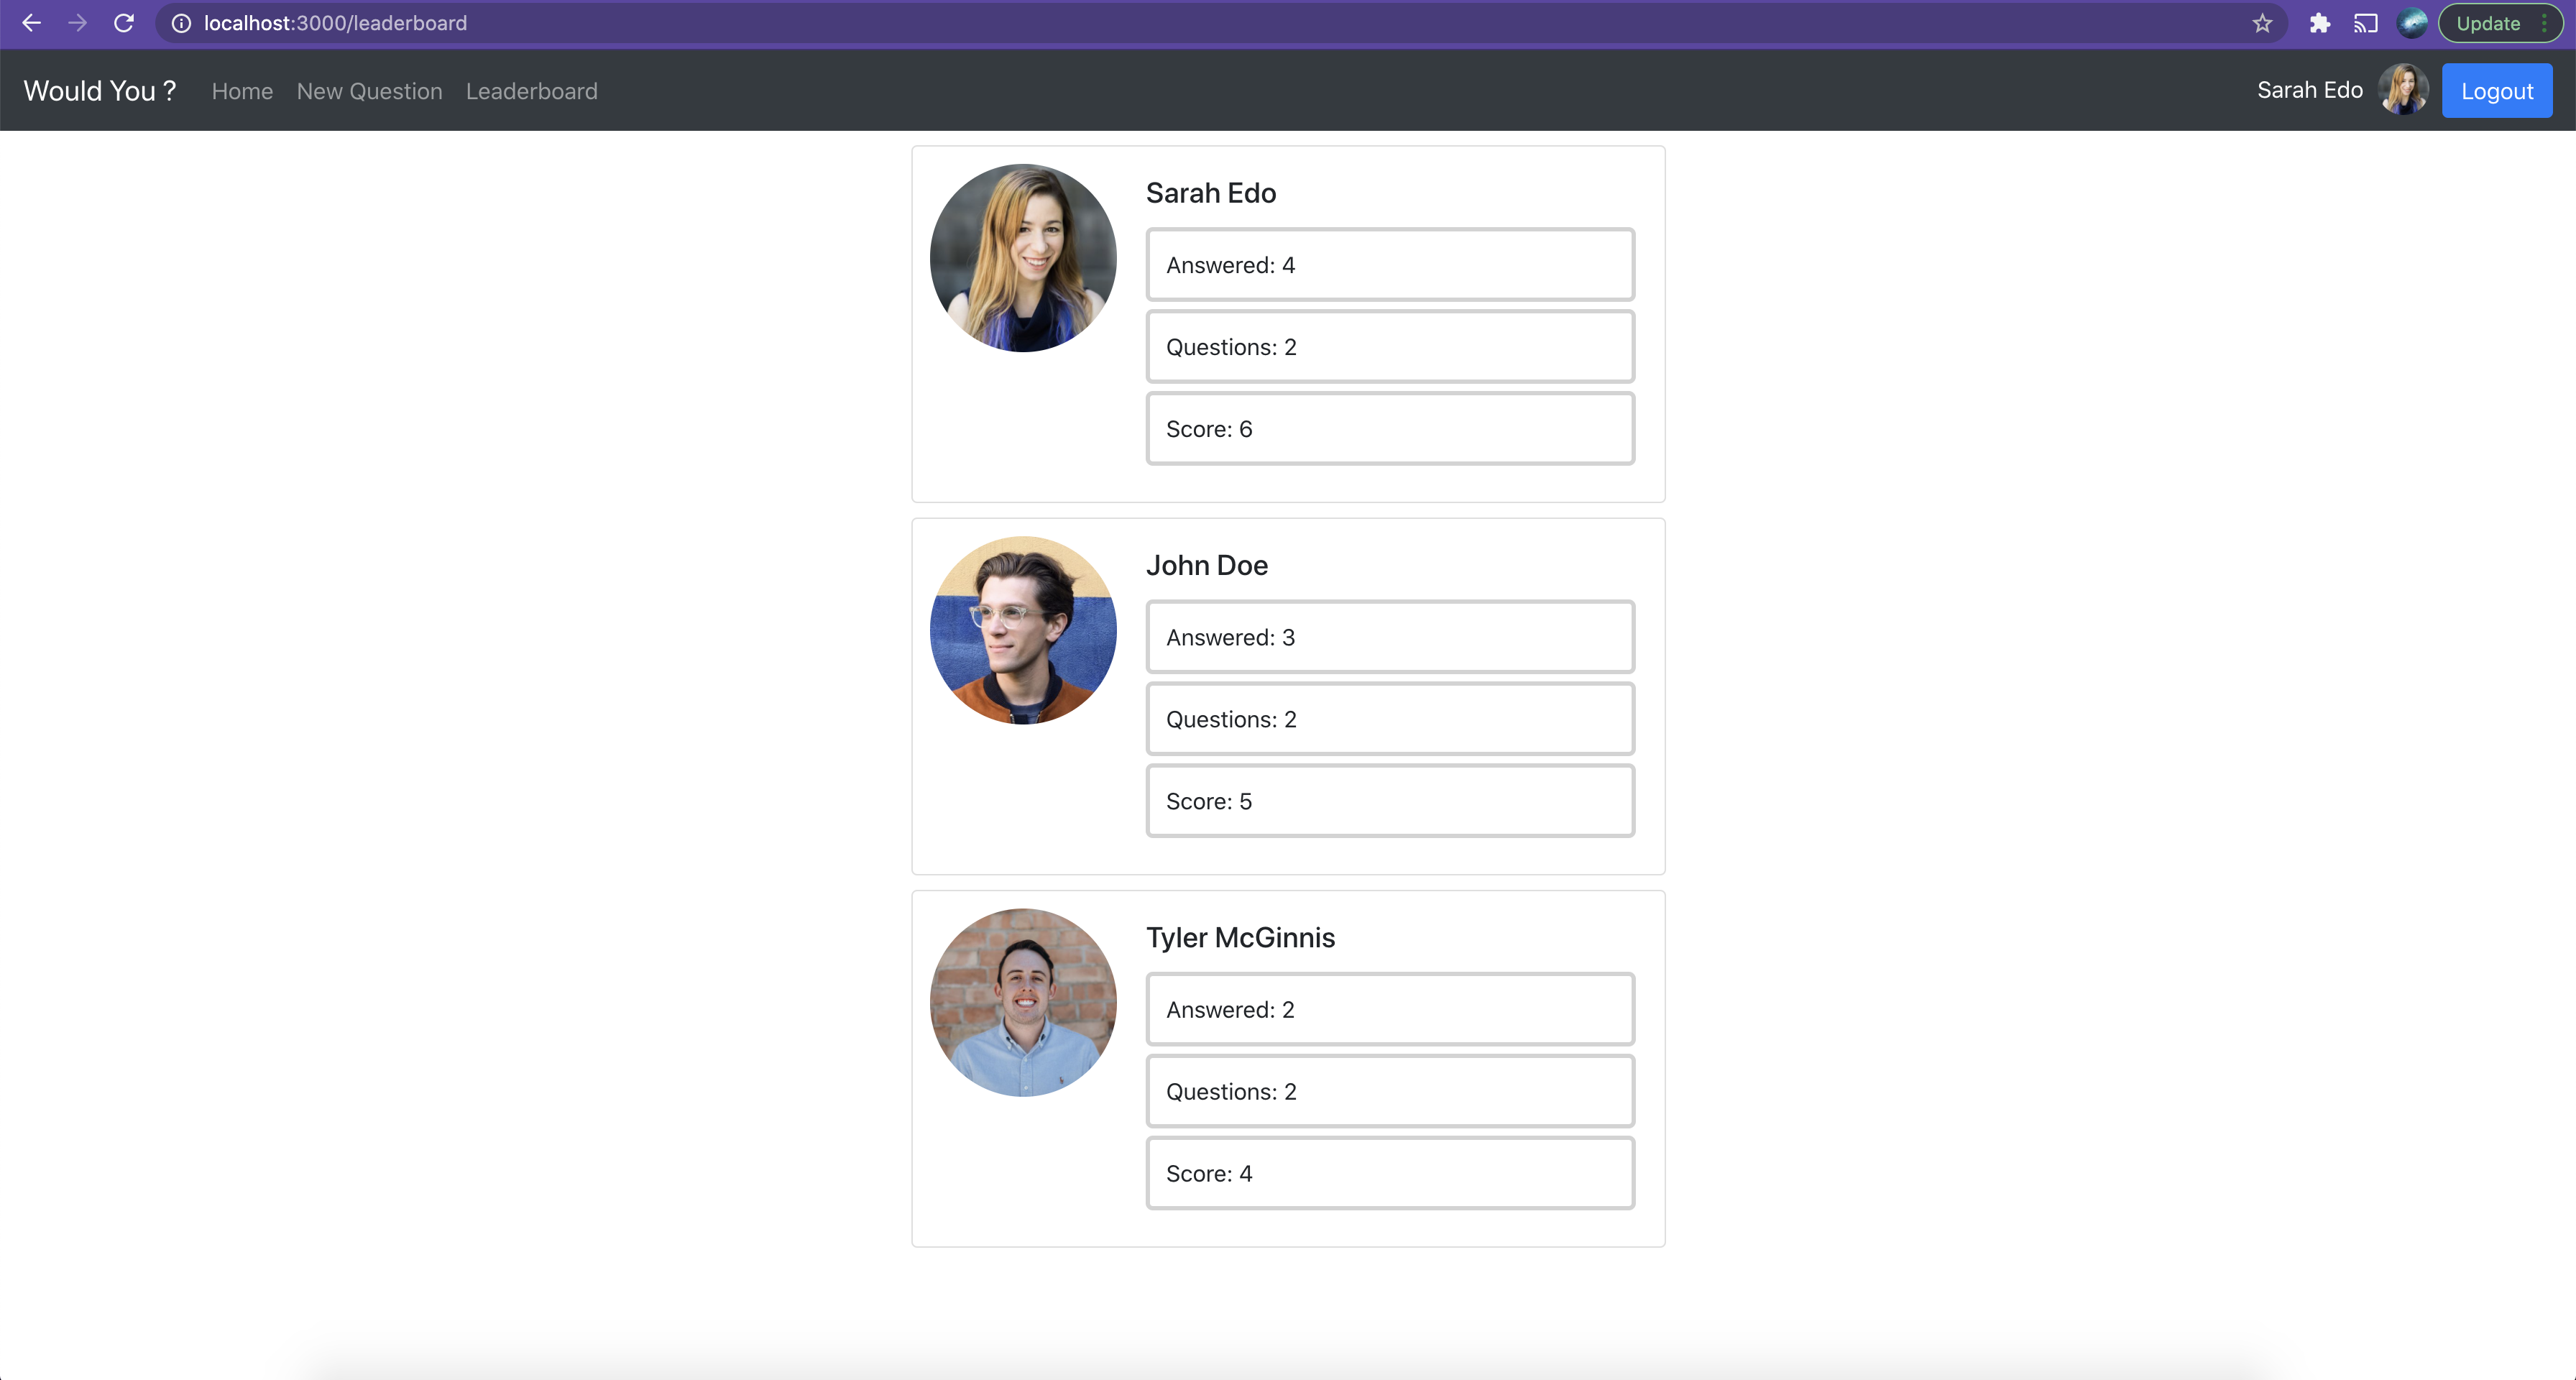 localhost:3000/leaderboard
Update
Would You ? Home New Question Leaderboard Sarah Edo Logout
Sarah Edo
Answered: 4
Questions: 2
Score: 6
John Doe
Answered: 3
Questions: 2
Score: 5
Tyler McGinnis
Answered: 2
Questions: 2
Score: 4